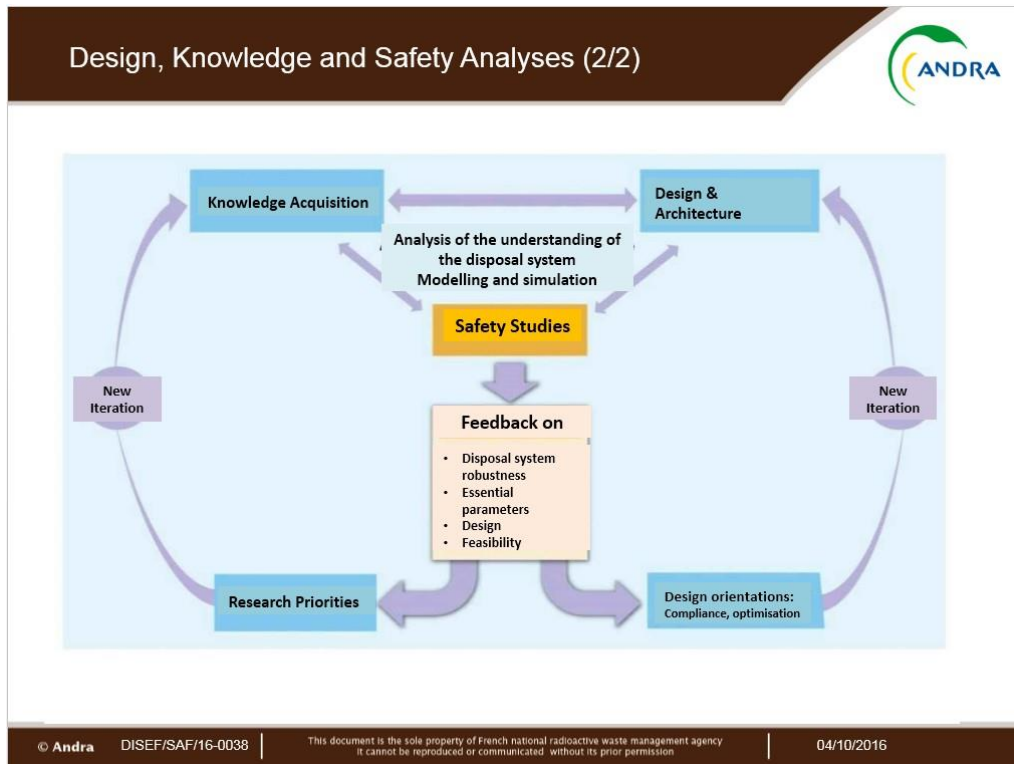 Design, Knowledge and Safety Analyses (2/2)
ANDRA
Knowledge Acquisition
Design &
Architecture
Analysis of the understanding of
the disposal system
Modelling and simulation
Safety Studies
New
Iteration
New
Iteration
Feedback on
• Disposal system
robustness
• Essential
parameters
• Design
• Feasibility
Research Priorities
Design orientations:
Compliance, optimisation
© Andra
DISEF/SAF/16-0038
This document is the sole property of French national radioactive waste management agency
It cannot be reproduced or communicated without its prior permission
04/10/2016